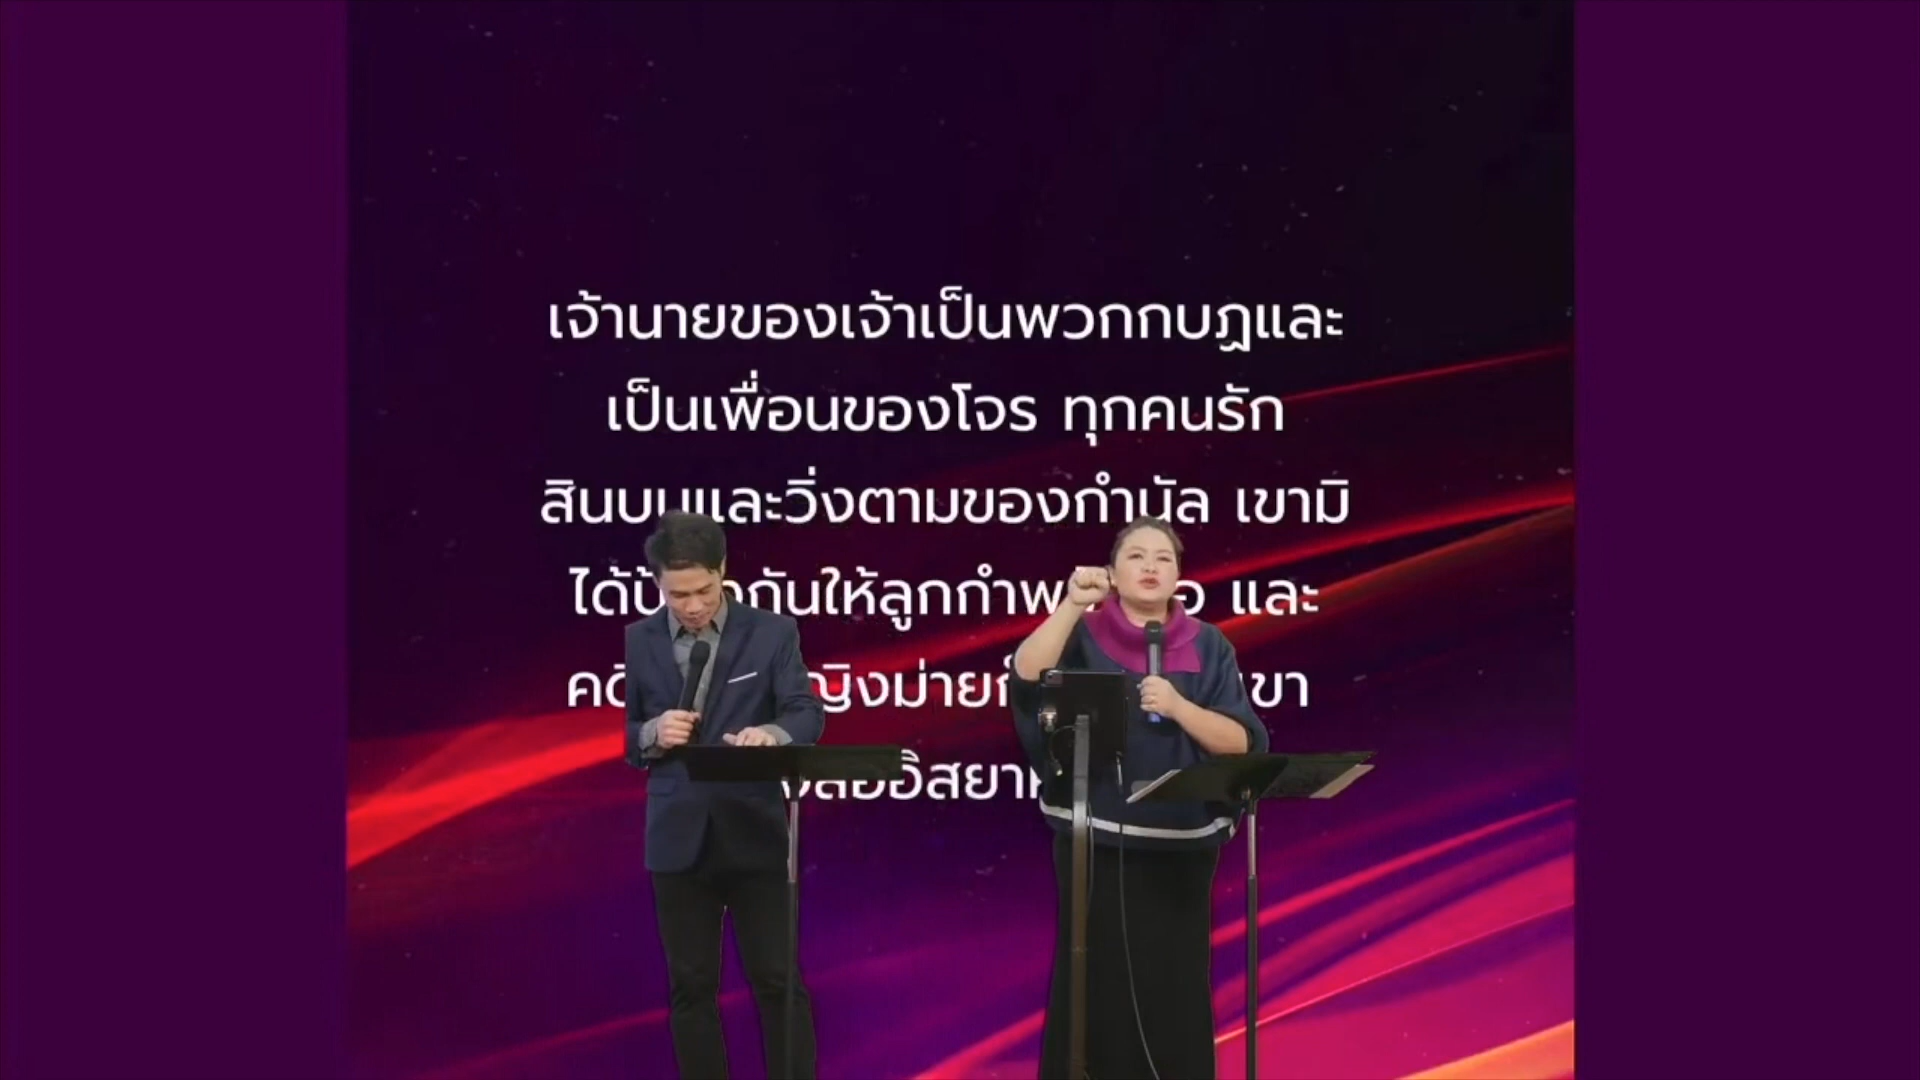 เจ้านายของเจ้าเป็นพวกกบฏและ
เป็นเพื่อนของโจร ทุกคนรัก
สินบนและวิ่งตามของกำนัล เขามิ
ได้ กันให้ลูกกำพร้าพ่อ และ
ญิงม่ายก็ เขา